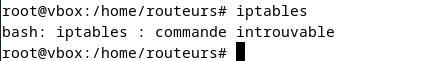 root@vbox:/home/routeurs# iptables
bash: iptables : commande introuvable
root@vbox:/home/routeurs#